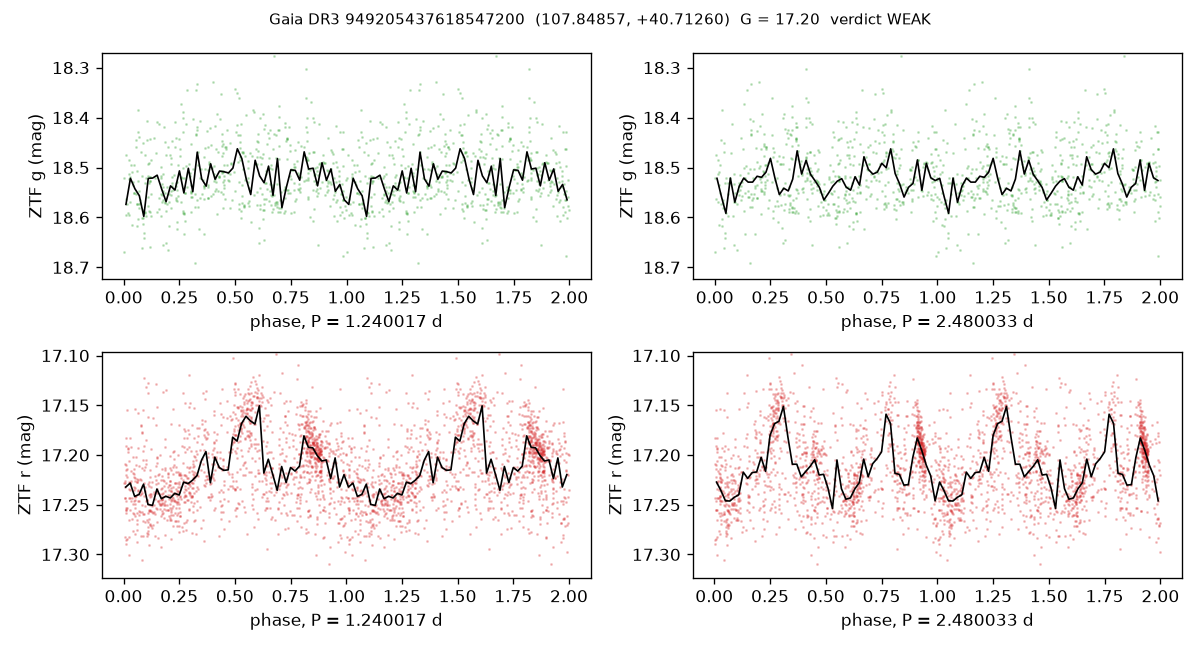 Gaia DR3 949205437618547200  (107.84857, +40.71260)  G = 17.20  verdict WEAK
ZTF g (mag)
18.3
18.4
18.5
18.6
18.7
0.00 0.25 0.50 0.75 1.00 1.25 1.50 1.75 2.00
phase, P = 1.240017 d
ZTF g (mag)
18.3
18.4
18.5
18.6
18.7
0.00 0.25 0.50 0.75 1.00 1.25 1.50 1.75 2.00
phase, P = 2.480033 d
ZTF r (mag)
17.10
17.15
17.20
17.25
17.30
0.00 0.25 0.50 0.75 1.00 1.25 1.50 1.75 2.00
phase, P = 1.240017 d
ZTF r (mag)
17.10
17.15
17.20
17.25
17.30
0.00 0.25 0.50 0.75 1.00 1.25 1.50 1.75 2.00
phase, P = 2.480033 d